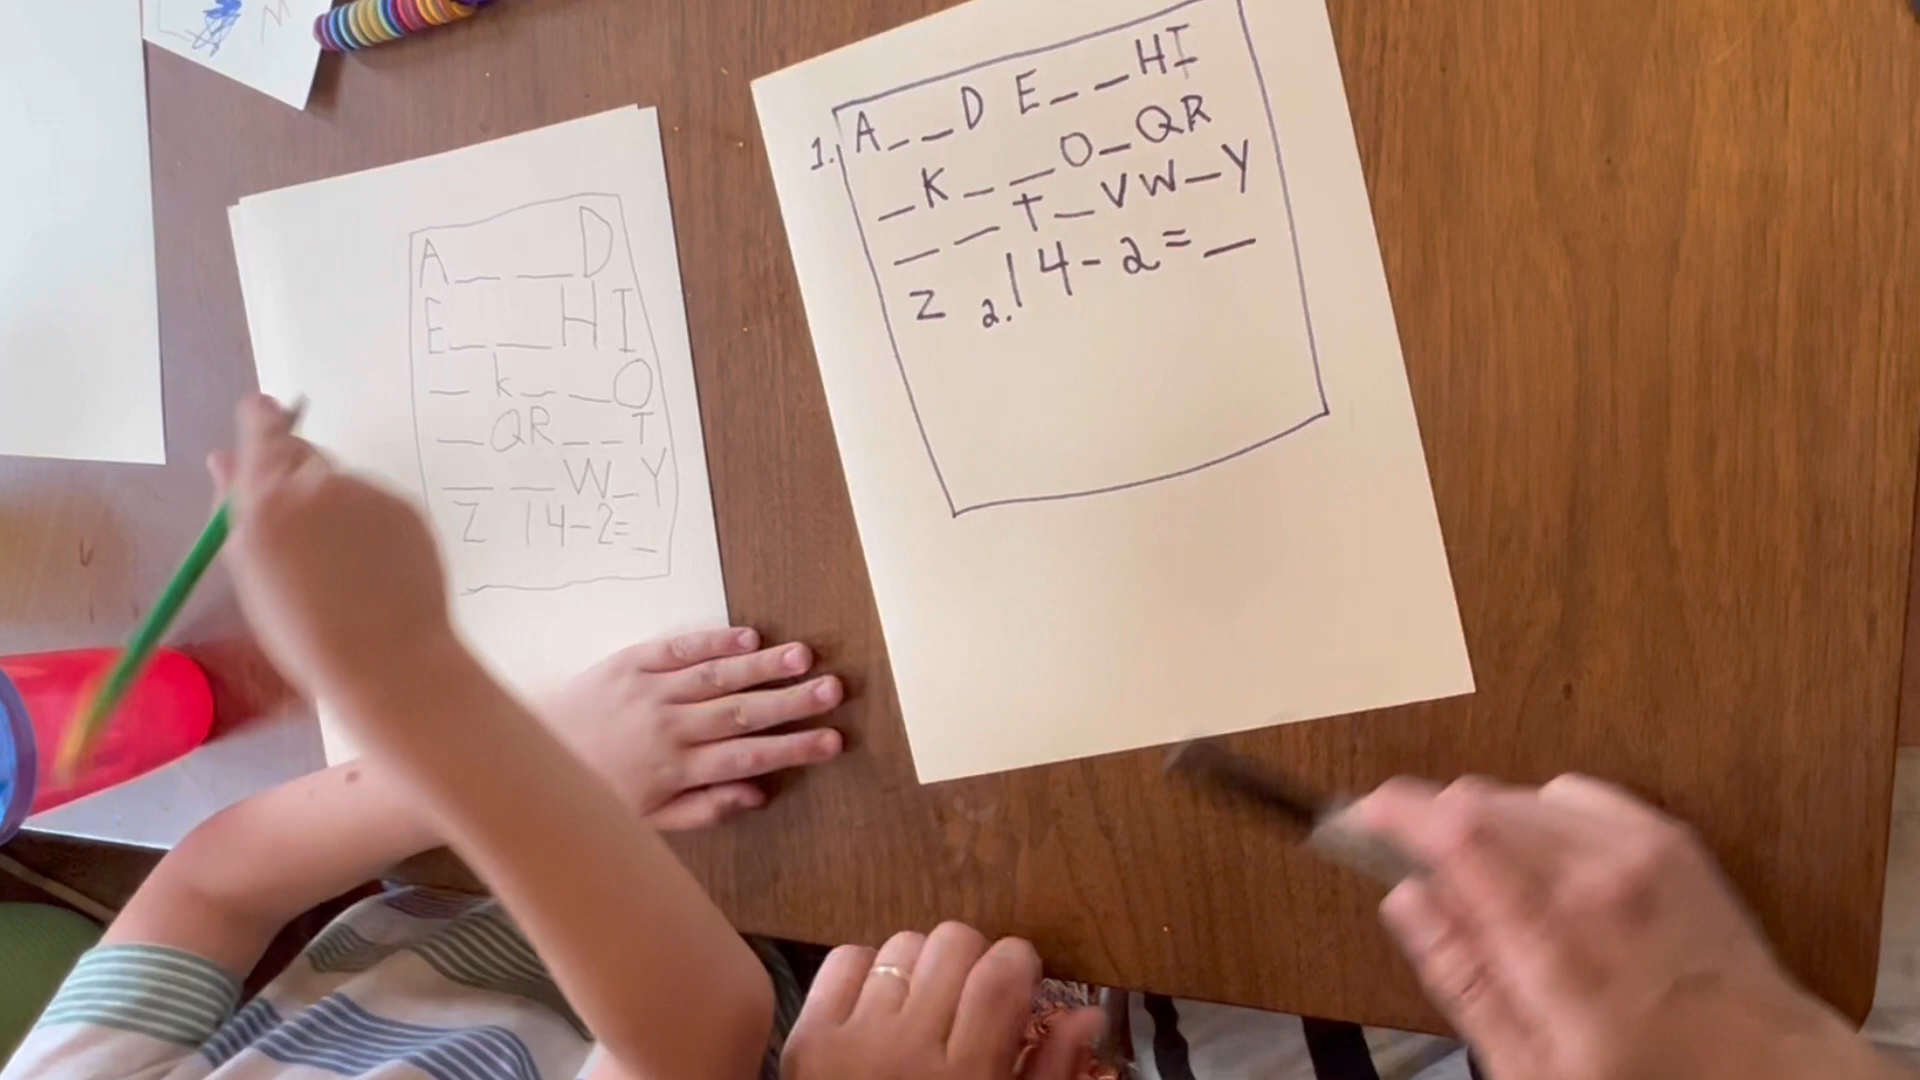 A _ _ D
E _ _ H I
_ k _ _ O
_ Q R _ _ T
_ _ W _ Y
Z 14-2=_
1. A _ _ D E _ _ H I
_ K _ _ O _ Q R
_ _ T _ V W _ Y
Z 2. 14-2=_